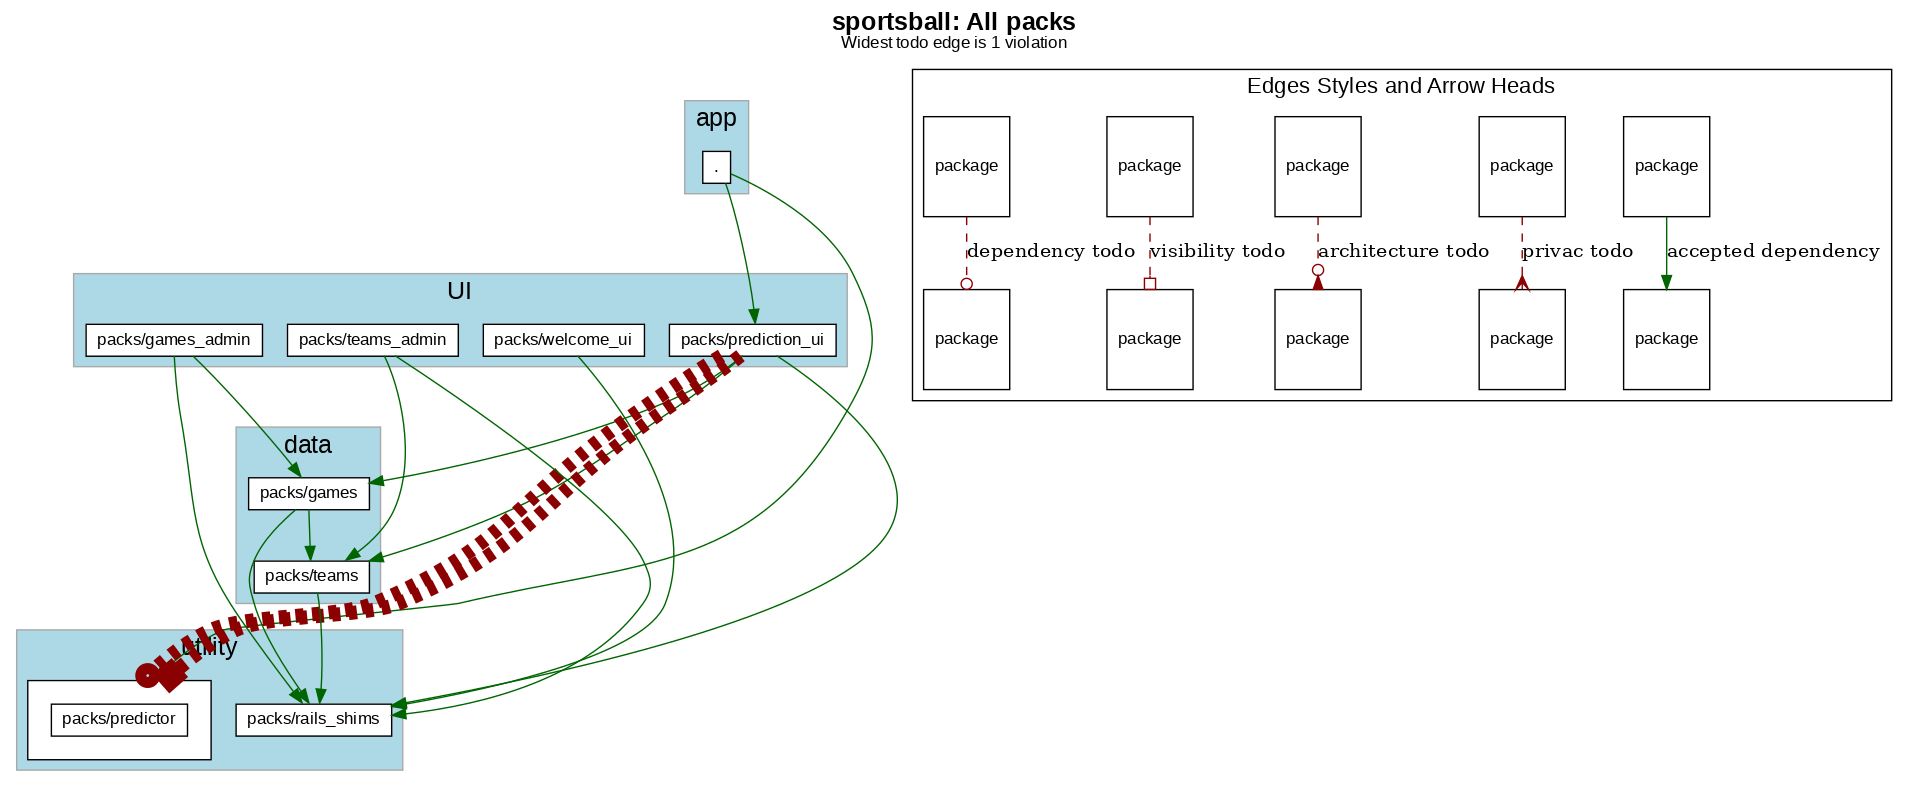 sportsball: All packs
Widest todo edge is 1 violation
app
.
UI
packs/games_admin
packs/teams_admin
packs/welcome_ui
packs/prediction_ui
data
packs/games
packs/teams
utility
packs/predictor
packs/rails_shims
Edges Styles and Arrow Heads
package
package
package
package
package
dependency todo
visibility todo
architecture todo
privac todo
accepted dependency
package
package
package
package
package